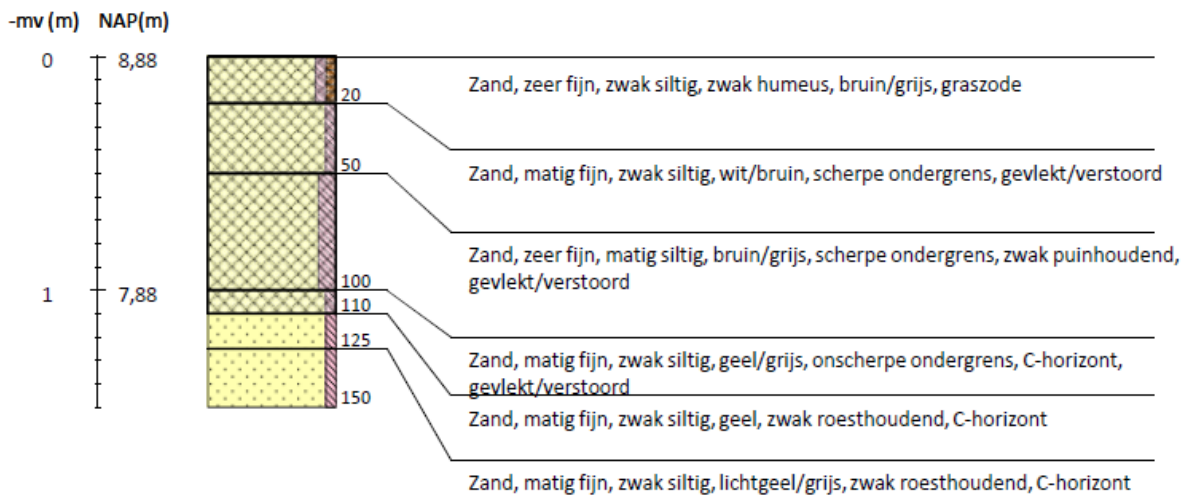 -mv (m) NAP(m)
0 8,88
Zand, zeer fijn, zwak siltig, zwak humeus, bruin/grijs, graszode
20
50
Zand, matig fijn, zwak siltig, wit/bruin, scherpe ondergrens, gevlekt/verstoord
Zand, zeer fijn, matig siltig, bruin/grijs, scherpe ondergrens, zwak puinhoudend,
gevlekt/verstoord
100
1 7,88
110
125
Zand, matig fijn, zwak siltig, geel/grijs, onscherpe ondergrens, C-horizont,
gevlekt/verstoord
150
Zand, matig fijn, zwak siltig, geel, zwak roesthoudend, C-horizont
Zand, matig fijn, zwak siltig, lichtgeel/grijs, zwak roesthoudend, C-horizont